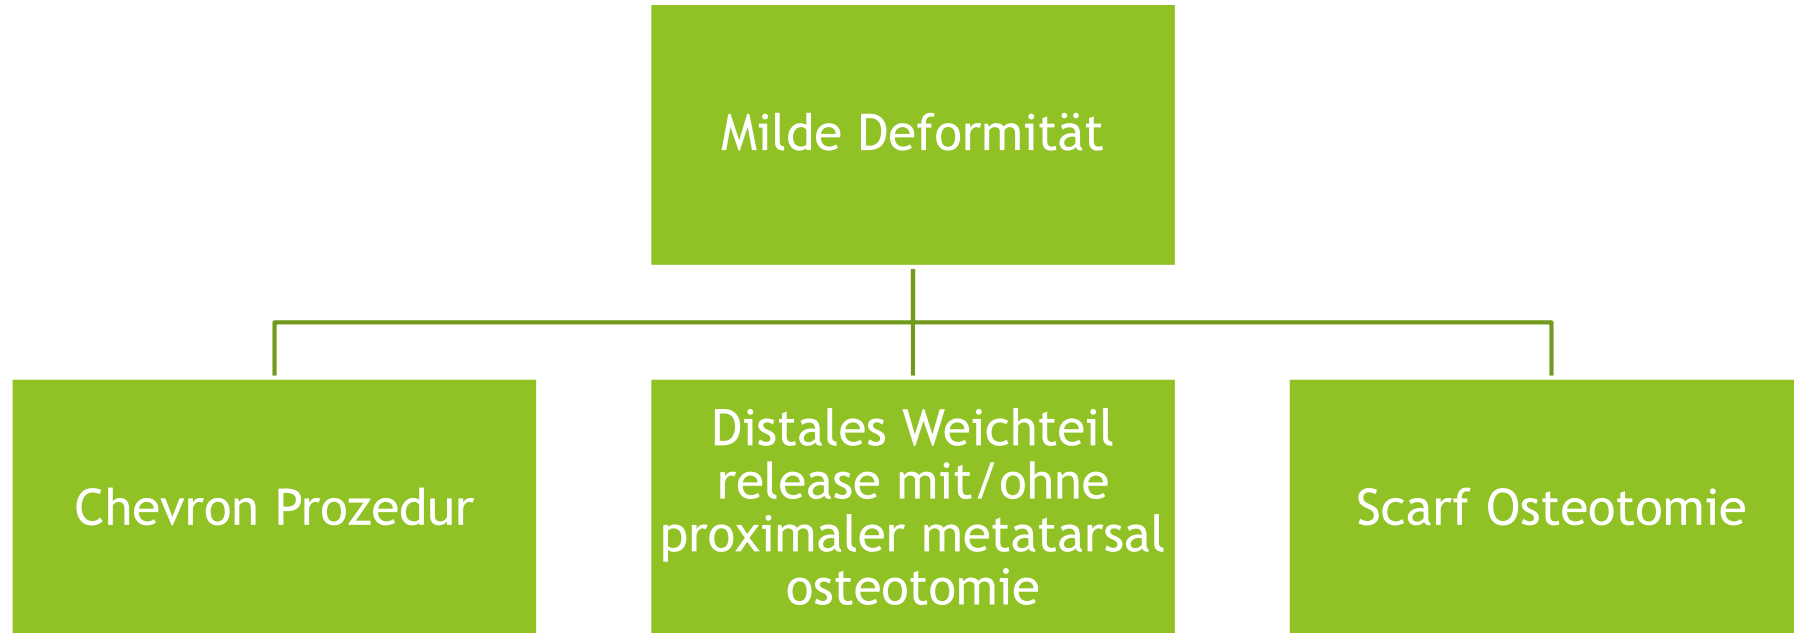 Milde Deformität
Chevron Prozedur
Distales Weichteil
release mit/ohne
proximaler metatarsal
osteotomie
Scarf Osteotomie